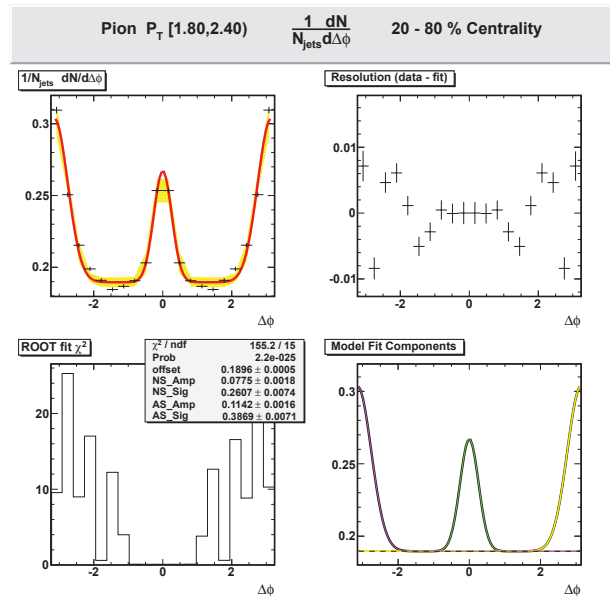 Pion P_T [1.80,2.40) 1/N_jets dN/dΔϕ 20 - 80 % Centrality
1/N_jets dN/dΔϕ
0.3
0.25
0.2
-2 0 2
Δϕ
Resolution (data - fit)
0.01
0
-0.01
-2 0 2
Δϕ
ROOT fit χ²
χ² / ndf 155.2 / 15
Prob 2.2e-025
offset 0.1896 ± 0.0005
NS_Amp 0.0775 ± 0.0018
NS_Sig 0.2607 ± 0.0074
AS_Amp 0.1142 ± 0.0016
AS_Sig 0.3869 ± 0.0071
20
10
0
-2 0 2
Δϕ
Model Fit Components
0.3
0.25
0.2
-2 0 2
Δϕ